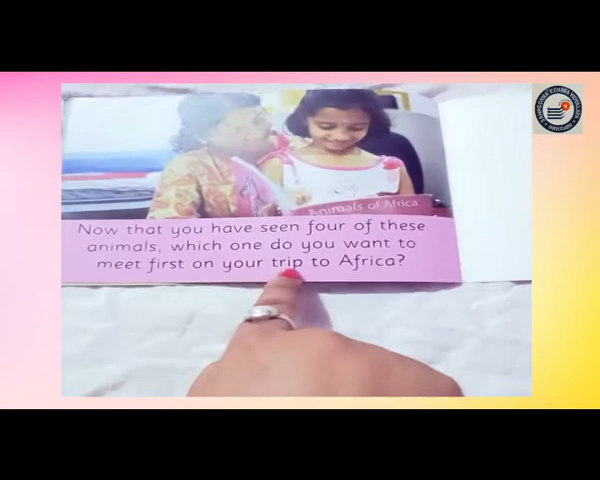 Animals of Africa
Now that you have seen four of these
animals, which one do you want to
meet first on your trip to Africa?